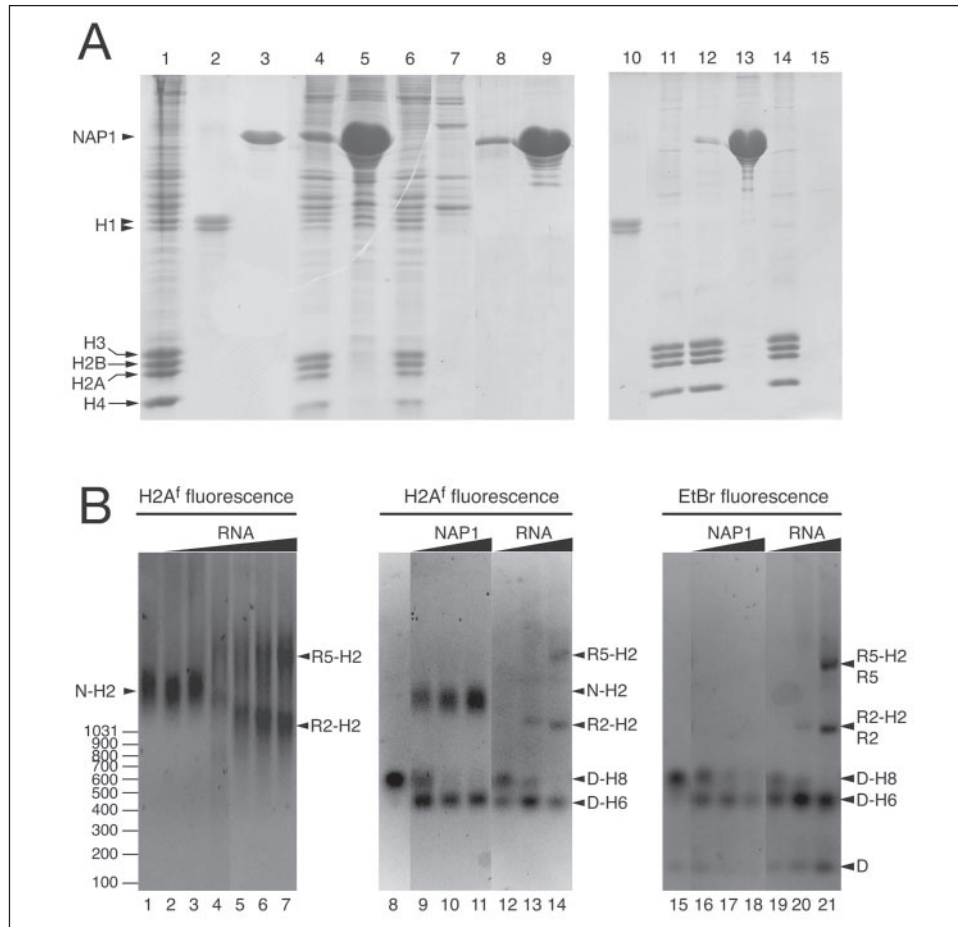 A
1 2 3 4 5 6 7 8 9 10 11 12 13 14 15
NAP1
H1
H3
H2B
H2A
H4
B
H2Aᶠ fluorescence H2Aᶠ fluorescence EtBr fluorescence
RNA NAP1 RNA NAP1 RNA
N-H2
1031
900
800
700
600
500
400
300
200
100
R5-H2
R2-H2
R5-H2
N-H2
R2-H2
D-H8
D-H6
R5-H2
R5
R2-H2
R2
D-H8
D-H6
D
1 2 3 4 5 6 7 8 9 10 11 12 13 14 15 16 17 18 19 20 21